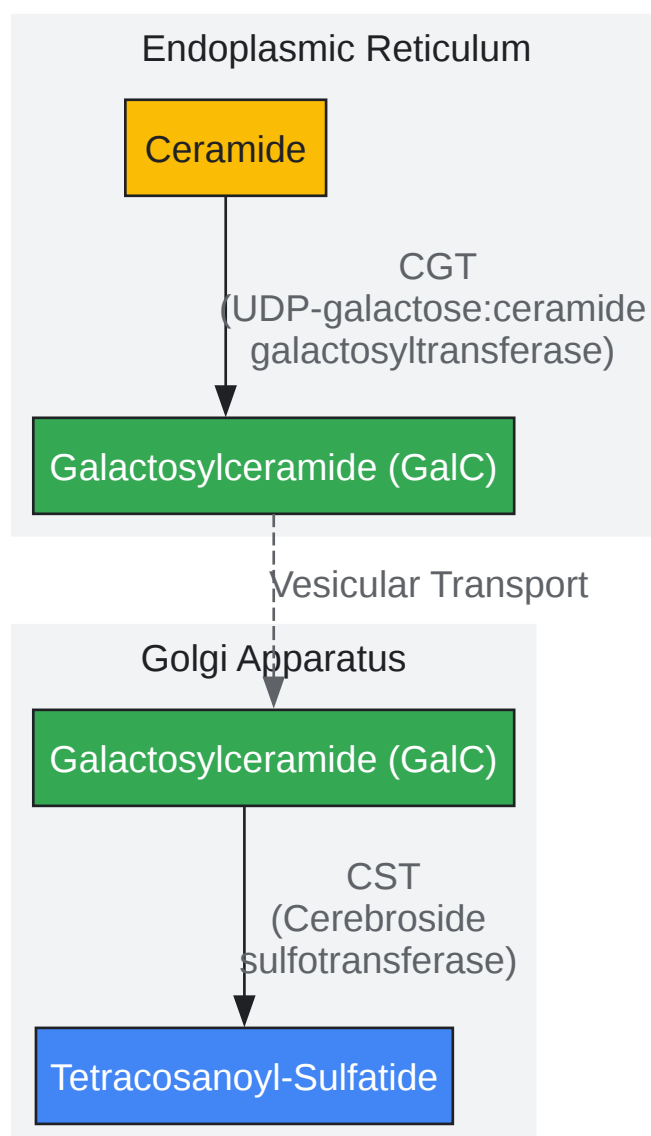 Endoplasmic Reticulum
Ceramide
CGT
(UDP-galactose:ceramide
galactosyltransferase)
Galactosylceramide (GalC)
Vesicular Transport
Golgi Apparatus
Galactosylceramide (GalC)
CST
(Cerebroside
sulfotransferase)
Tetracosanoyl-Sulfatide